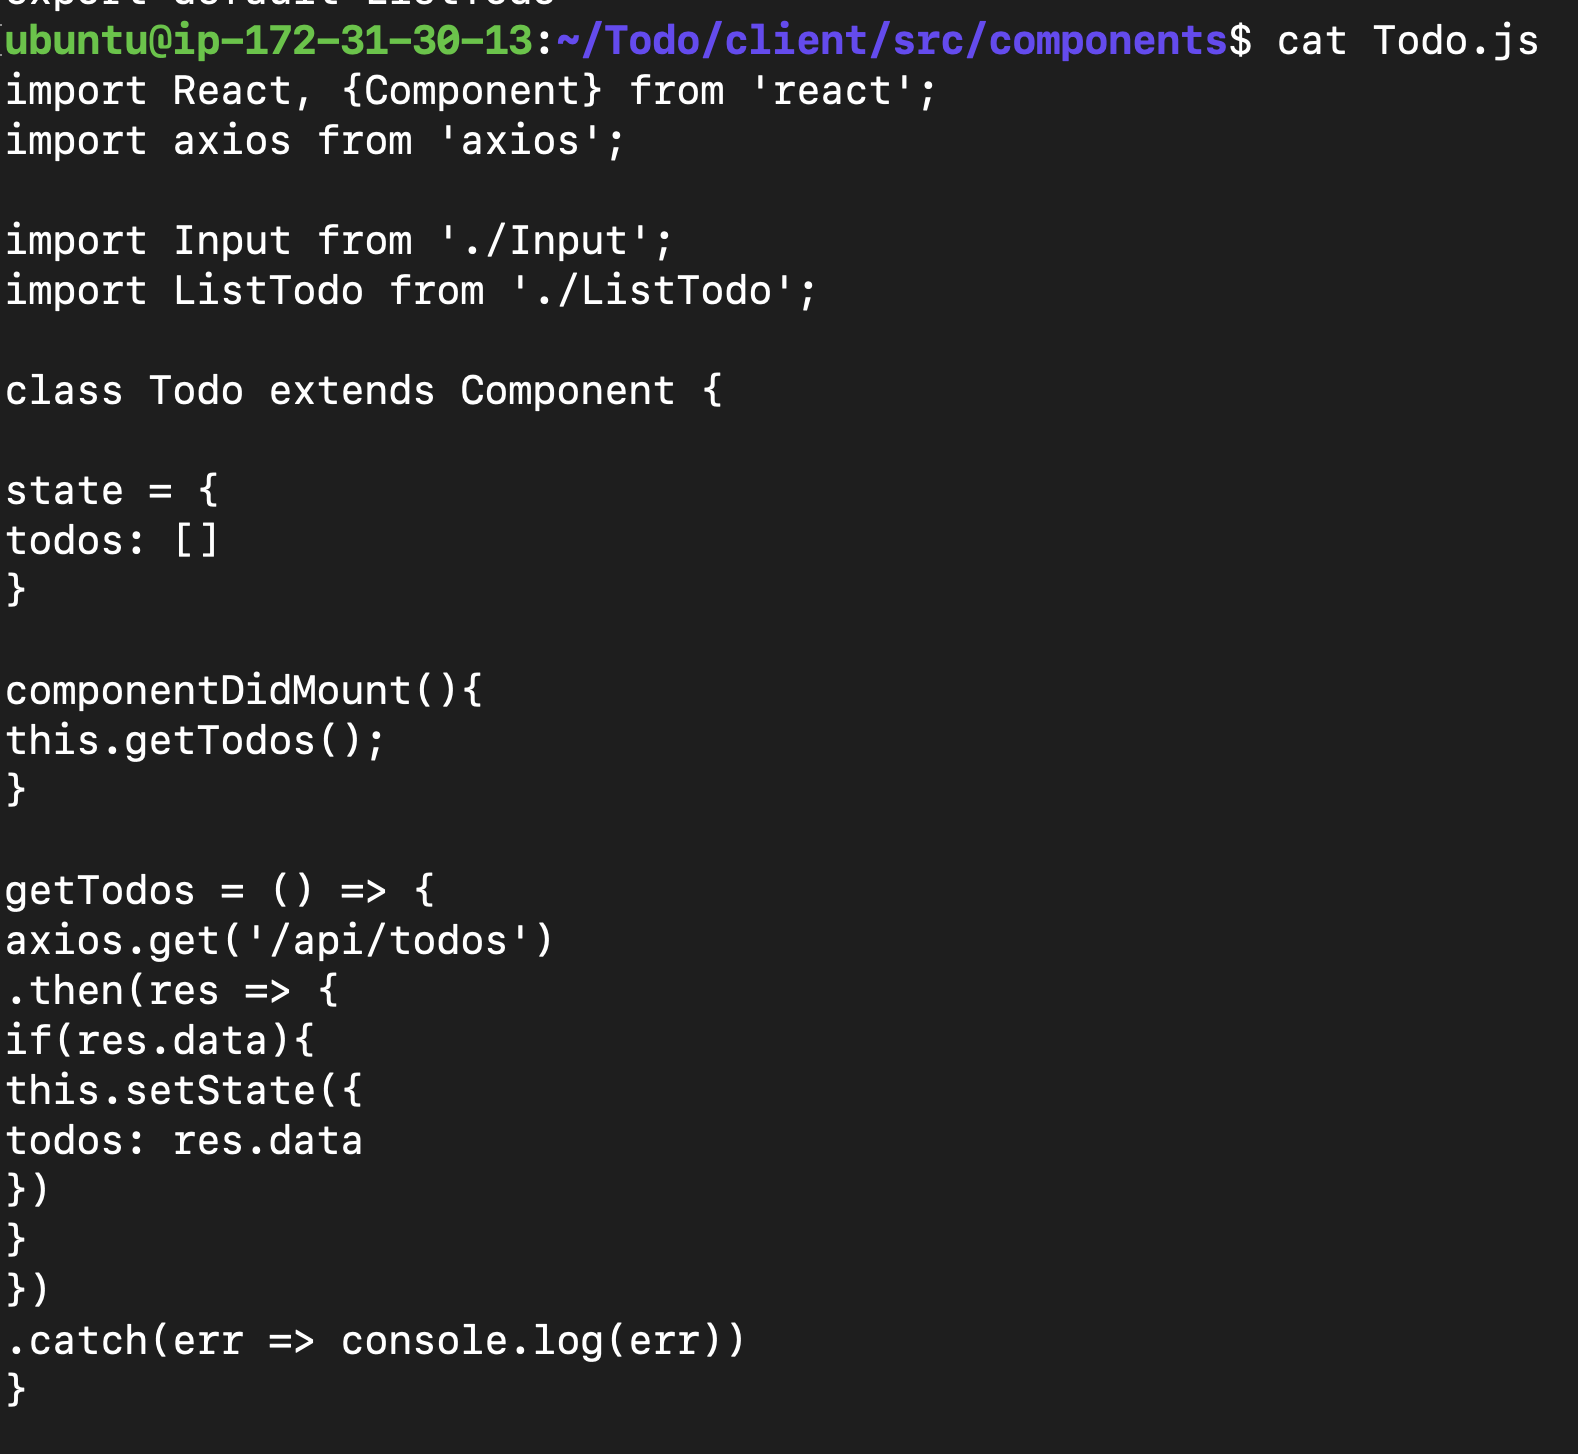 export default ListTodo
ubuntu@ip-172-31-30-13:~/Todo/client/src/components$ cat Todo.js
import React, {Component} from 'react';
import axios from 'axios';

import Input from './Input';
import ListTodo from './ListTodo';

class Todo extends Component {

state = {
todos: []
}

componentDidMount(){
this.getTodos();
}

getTodos = () => {
axios.get('/api/todos')
.then(res => {
if(res.data){
this.setState({
todos: res.data
})
}
})
.catch(err => console.log(err))
}